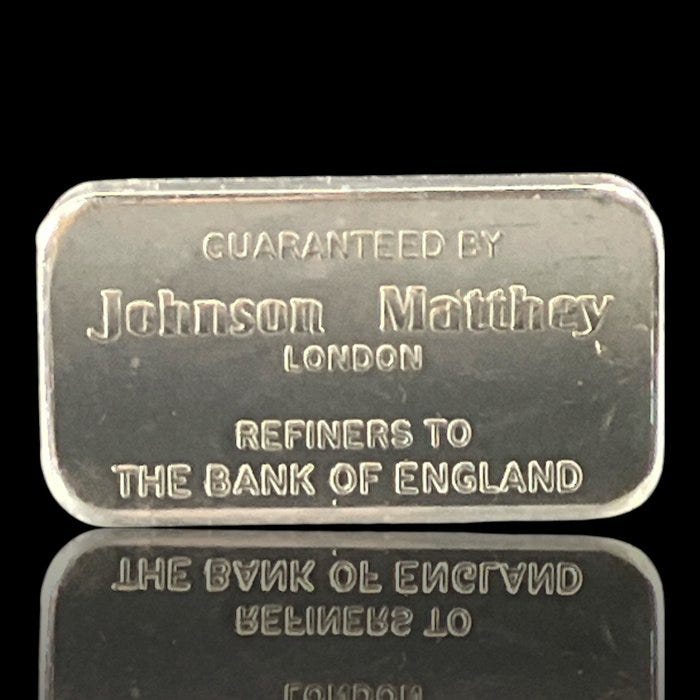 GUARANTEED BY
Johnson Matthey
LONDON
REFINERS TO
THE BANK OF ENGLAND